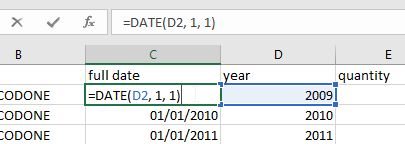 =DATE(D2, 1, 1)
B C D E
full date year quantity
CODONE =DATE(D2, 1, 1) 2009
CODONE 01/01/2010 2010
CODONE 01/01/2011 2011